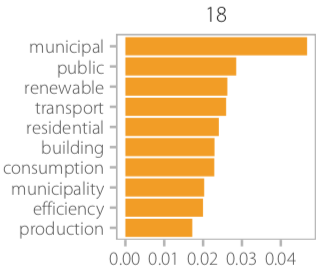 18
municipal
public
renewable
transport
residential
building
consumption
municipality
efficiency
production
0.00 0.01 0.02 0.03 0.04